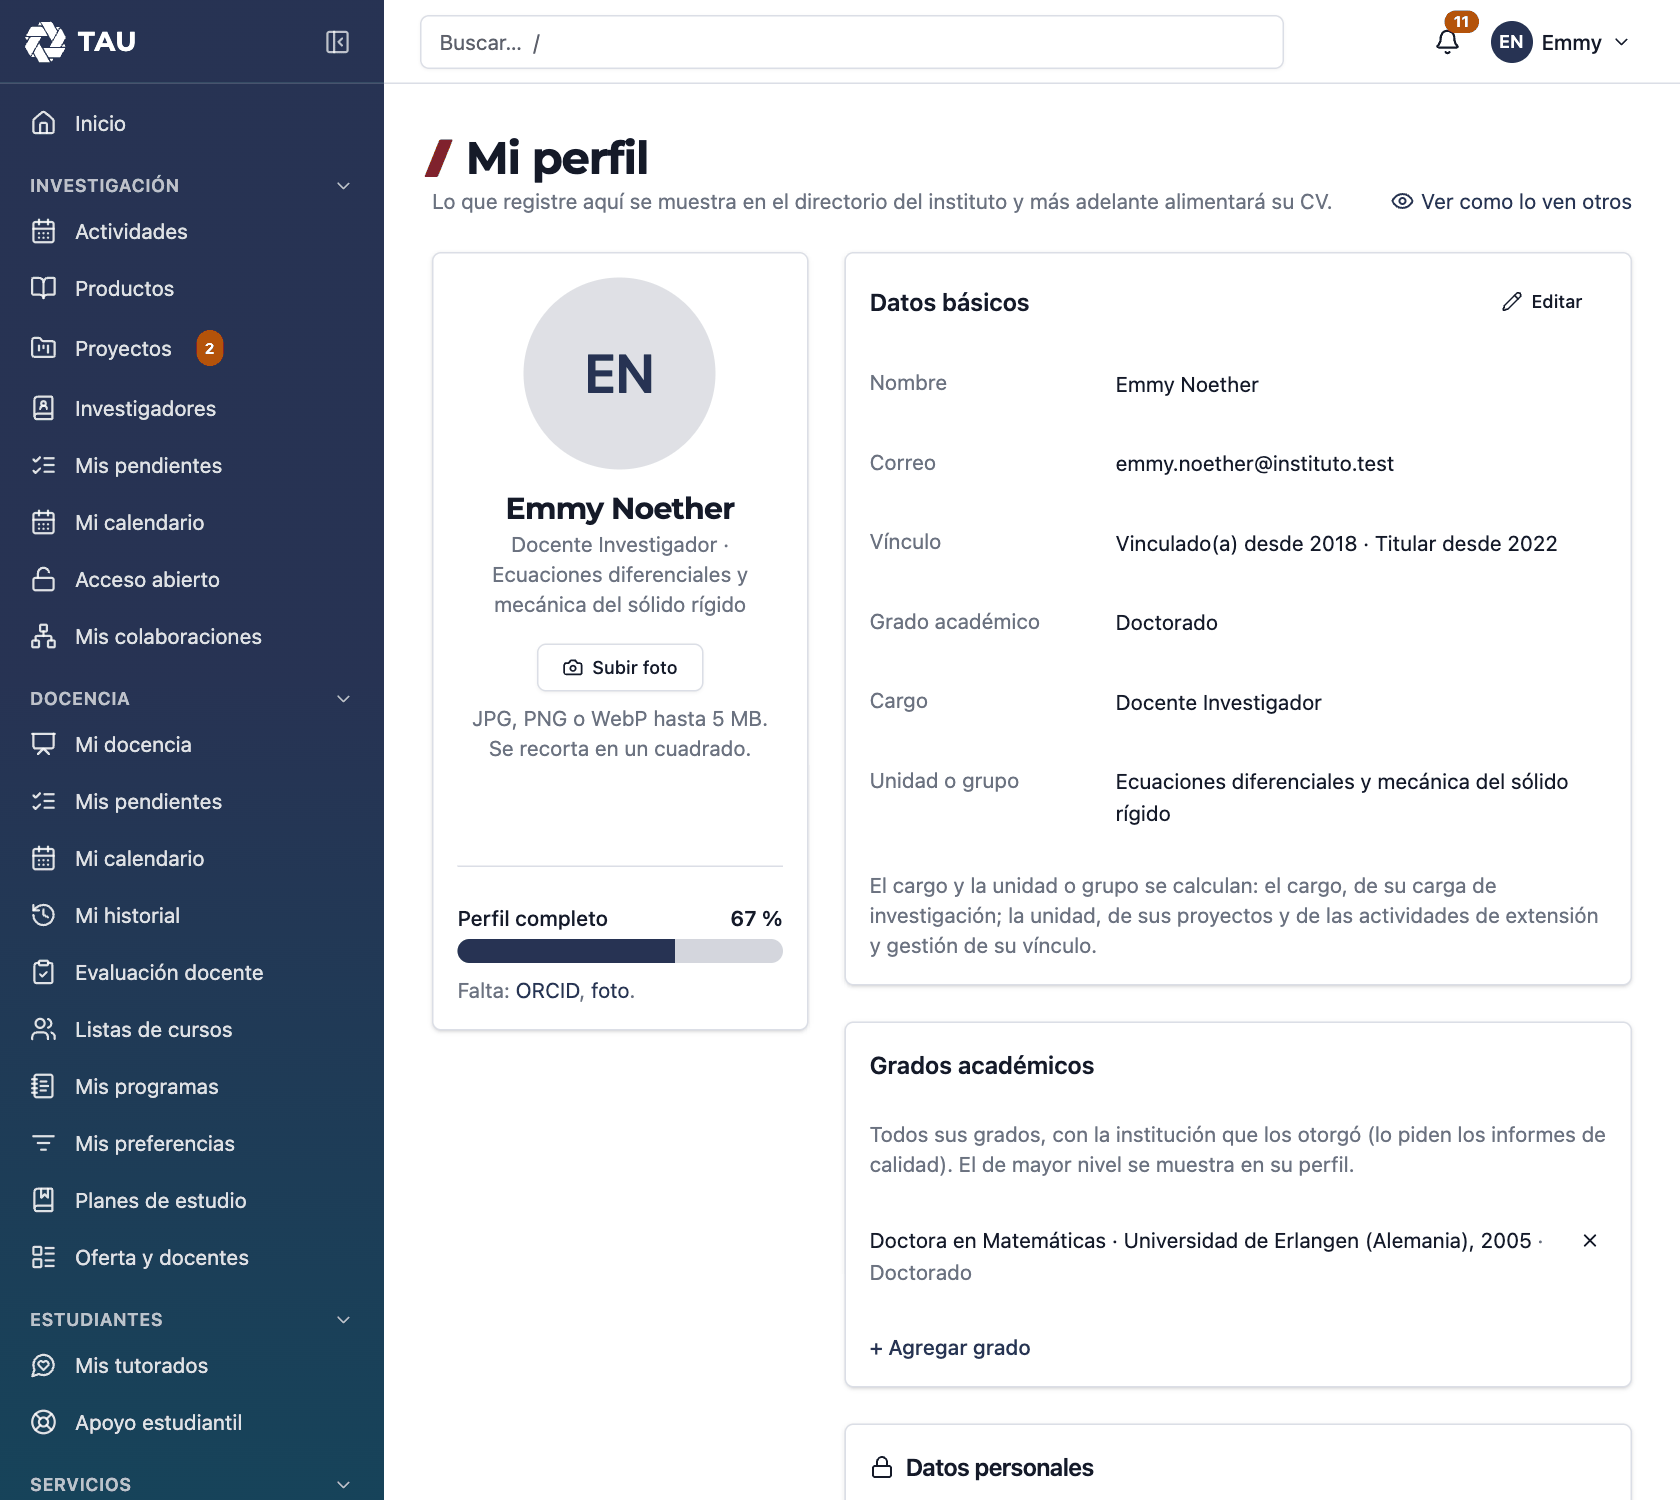 TAU
Buscar... /
11
EN
Emmy
Inicio
INVESTIGACIÓN
Actividades
Productos
Proyectos 2
Investigadores
Mis pendientes
Mi calendario
Acceso abierto
Mis colaboraciones
DOCENCIA
Mi docencia
Mis pendientes
Mi calendario
Mi historial
Evaluación docente
Listas de cursos
Mis programas
Mis preferencias
Planes de estudio
Oferta y docentes
ESTUDIANTES
Mis tutorados
Apoyo estudiantil
SERVICIOS
Mi perfil
Lo que registre aquí se muestra en el directorio del instituto y más adelante alimentará su CV.
Ver como lo ven otros
EN
Emmy Noether
Docente Investigador ·
Ecuaciones diferenciales y
mecánica del sólido rígido
Subir foto
JPG, PNG o WebP hasta 5 MB.
Se recorta en un cuadrado.
Perfil completo 67 %
Falta: ORCID, foto.
Datos básicos
Editar
Nombre Emmy Noether
Correo emmy.noether@instituto.test
Vínculo Vinculado(a) desde 2018 · Titular desde 2022
Grado académico Doctorado
Cargo Docente Investigador
Unidad o grupo Ecuaciones diferenciales y mecánica del sólido
rígido
El cargo y la unidad o grupo se calculan: el cargo, de su carga de
investigación; la unidad, de sus proyectos y de las actividades de extensión
y gestión de su vínculo.
Grados académicos
Todos sus grados, con la institución que los otorgó (lo piden los informes de
calidad). El de mayor nivel se muestra en su perfil.
Doctora en Matemáticas · Universidad de Erlangen (Alemania), 2005 ·
Doctorado
+ Agregar grado
Datos personales